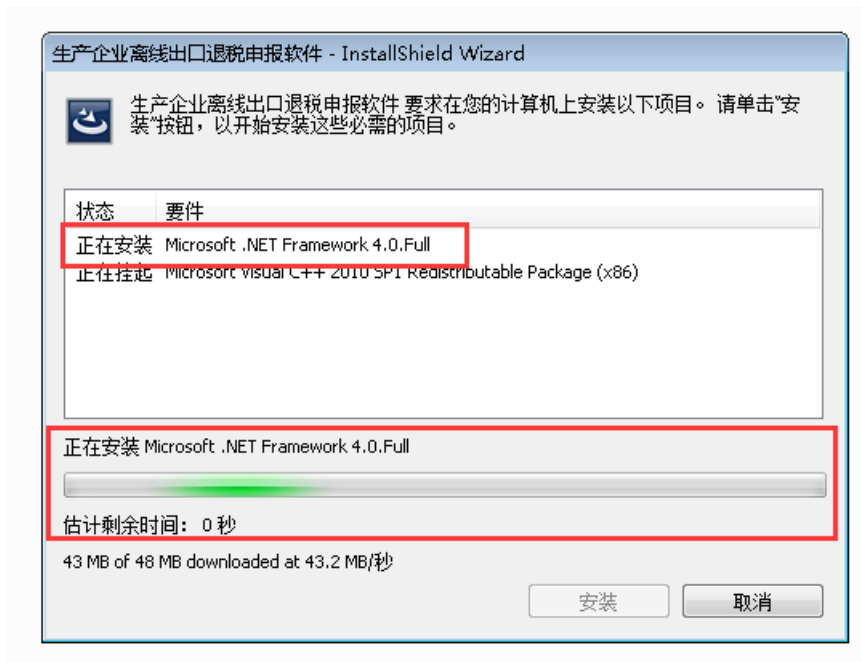 生产企业离线出口退税申报软件 - InstallShield Wizard
生产企业离线出口退税申报软件 要求在您的计算机上安装以下项目。 请单击"安
装"按钮，以开始安装这些必需的项目。
状态 要件
正在安装 Microsoft .NET Framework 4.0.Full
正在挂起 Microsoft Visual C++ 2010 SP1 Redistributable Package (x86)
正在安装 Microsoft .NET Framework 4.0.Full
估计剩余时间： 0 秒
43 MB of 48 MB downloaded at 43.2 MB/秒
安装 取消